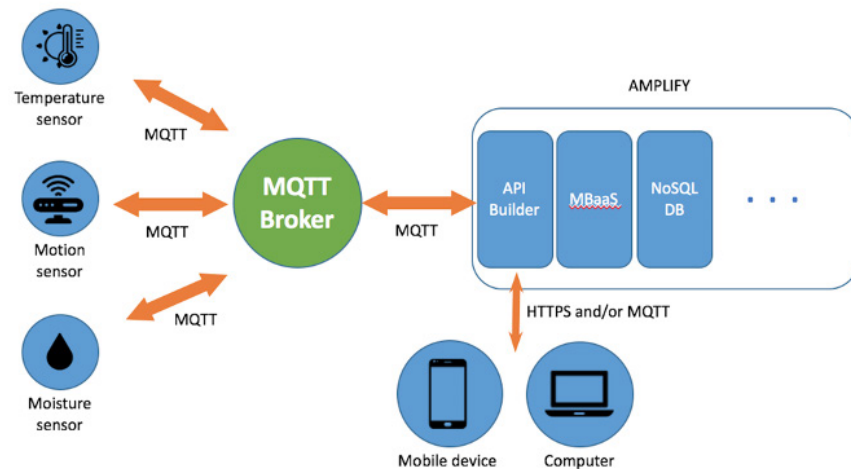 Temperature
sensor
MQTT
Motion
sensor
MQTT
Moisture
sensor
MQTT
MQTT
Broker
MQTT
AMPLIFY
API
Builder
MBaaS
NoSQL
DB
. . .
HTTPS and/or MQTT
Mobile device
Computer